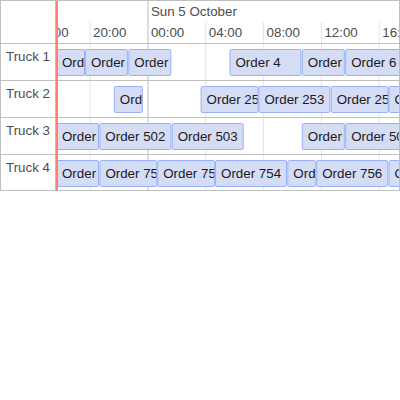 Sun 5 October
00 20:00 00:00 04:00 08:00 12:00 16:
Truck 1 Ord Order Order Order 4 Order Order 6
Truck 2 Ord Order 25 Order 253 Order 25
Truck 3 Order Order 502 Order 503 Order Order 50
Truck 4 Order Order 75 Order 75 Order 754 Ord Order 756